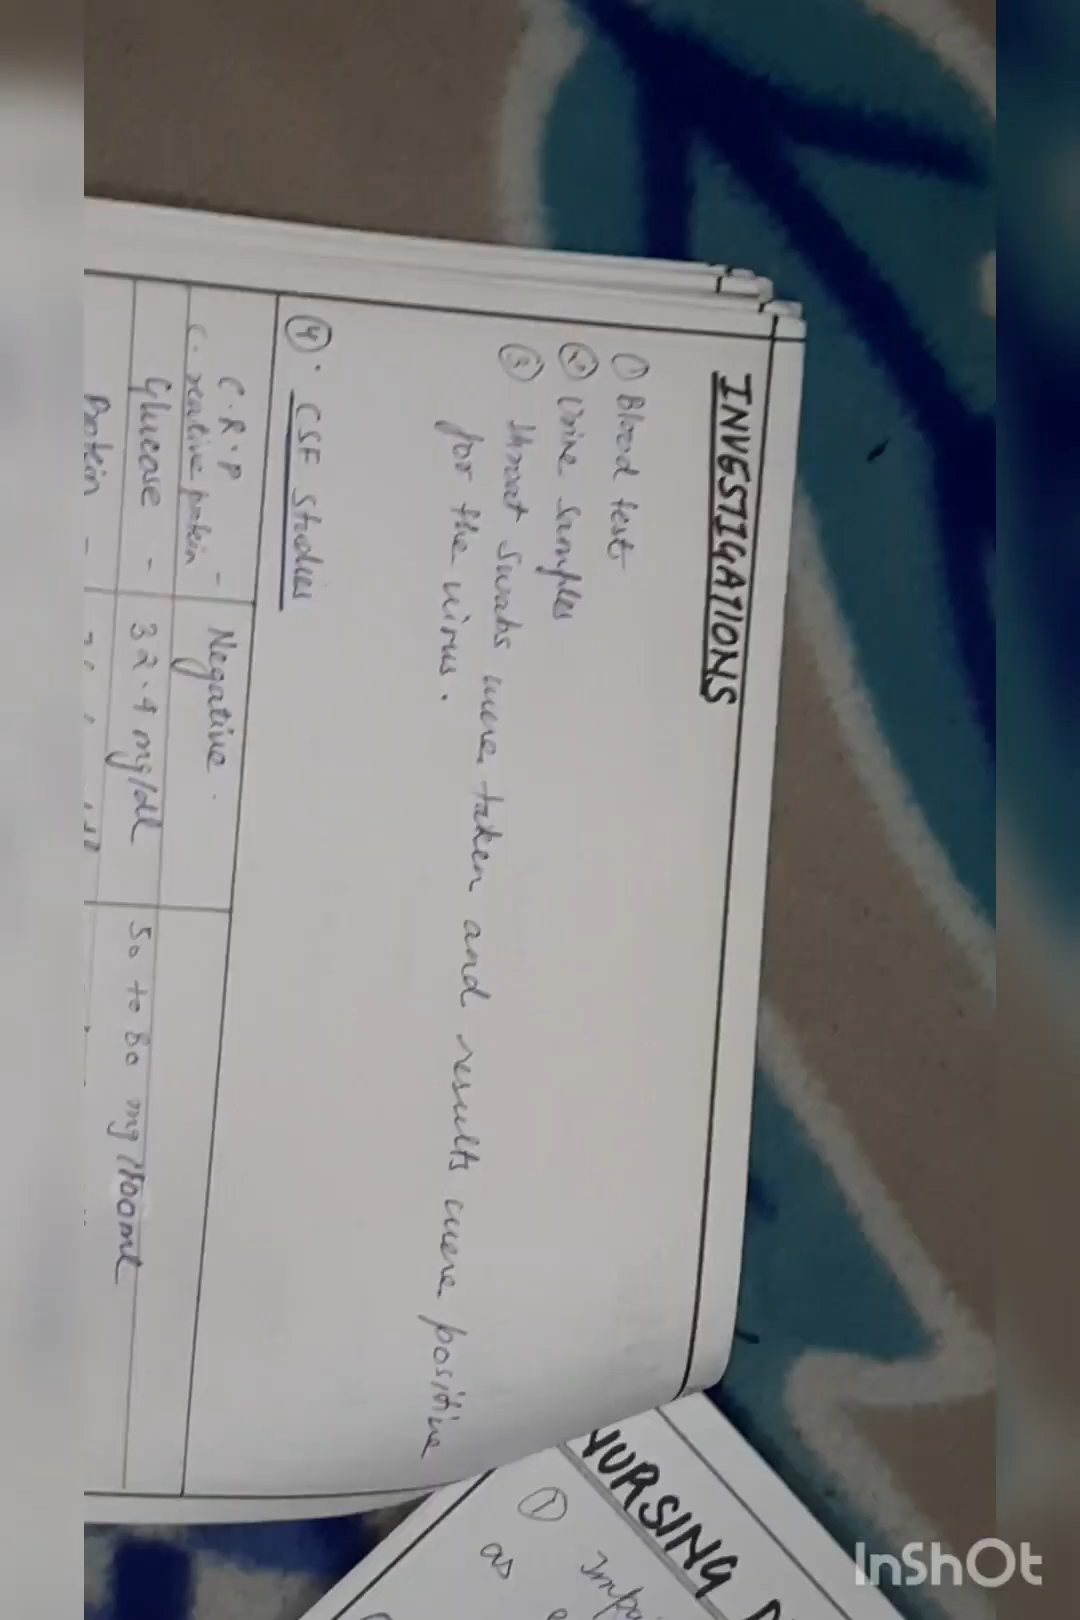 INVESTIGATIONS
① Blood tests
② Urine samples
③ throat swabs were taken and results were positive
for the virus.
④. CSF Studies
C.R.P
C-reative protein - Negative.
Glucose - 32.4 mg/dl 50 to 80 mg/100ml
Protein -
NURSING
①
as
InShOt